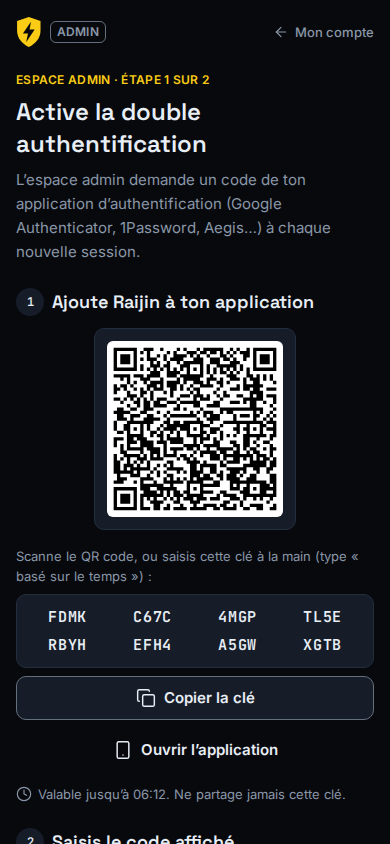 ADMIN
Mon compte
ESPACE ADMIN · ÉTAPE 1 SUR 2
Active la double
authentification
L’espace admin demande un code de ton
application d’authentification (Google
Authenticator, 1Password, Aegis…) à chaque
nouvelle session.
1 Ajoute Raijin à ton application
Scanne le QR code, ou saisis cette clé à la main (type «
basé sur le temps ») :
FDMK C67C 4MGP TL5E
RBYH EFH4 A5GW XGTB
Copier la clé
Ouvrir l’application
Valable jusqu’à 06:12. Ne partage jamais cette clé.
2 Saisis le code affiché